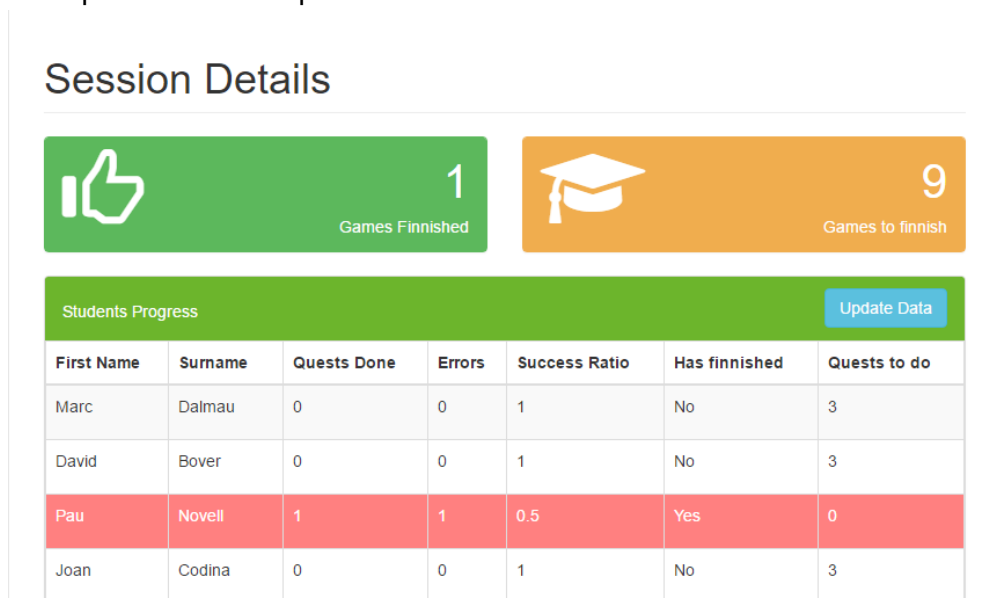 Session Details
1
Games Finnished
9
Games to finnish
Students Progress
Update Data
First Name Surname Quests Done Errors Success Ratio Has finnished Quests to do
Marc Dalmau 0 0 1 No 3
David Bover 0 0 1 No 3
Pau Novell 1 1 0.5 Yes 0
Joan Codina 0 0 1 No 3